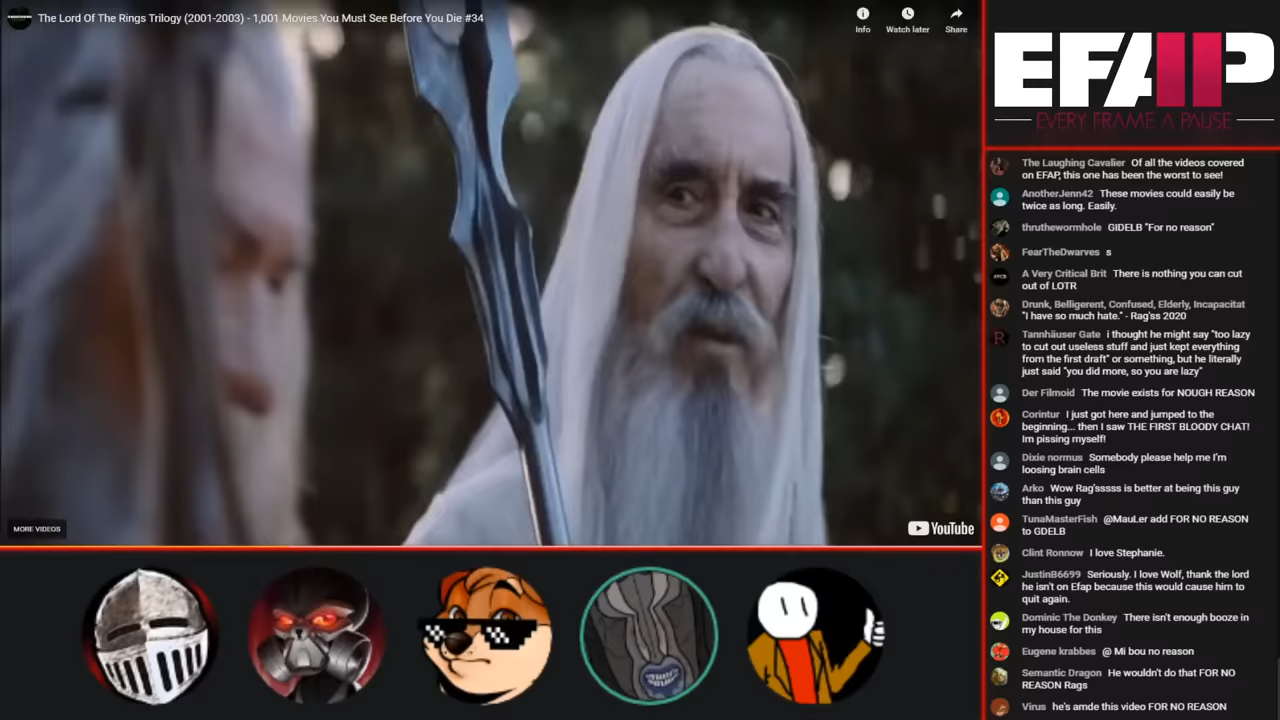 The Lord Of The Rings Trilogy (2001-2003) - 1,001 Movies You Must See Before You Die #34
Info
Watch later
Share
MORE VIDEOS
YouTube
EFAP
EVERY FRAME A PAUSE
The Laughing Cavalier Of all the videos covered
on EFAP, this one has been the worst to see!
AnotherJenn42 These movies could easily be
twice as long. Easily.
thruthewormhole GIDELB "For no reason"
FearTheDwarves s
AVCB
A Very Critical Brit There is nothing you can cut
out of LOTR
Drunk, Belligerent, Confused, Elderly, Incapacitat
"I have so much hate." - Rag'ss 2020
R
Tannhäuser Gate i thought he might say "too lazy
to cut out useless stuff and just kept everything
from the first draft" or something, but he literally
just said "you did more, so you are lazy"
Der Filmoid The movie exists for NOUGH REASON
Corintur I just got here and jumped to the
beginning... then I saw THE FIRST BLOODY CHAT!
Im pissing myself!
Dixie normus Somebody please help me I'm
loosing brain cells
Arko Wow Rag'sssss is better at being this guy
than this guy
TunaMasterFish @MauLer add FOR NO REASON
to GDELB
Clint Ronnow I love Stephanie.
JustinB6699 Seriously. I love Wolf, thank the lord
he isn't on Efap because this would cause him to
quit again.
Dominic The Donkey There isn't enough booze in
my house for this
Eugene krabbes @ Mi bou no reason
Semantic Dragon He wouldn't do that FOR NO
REASON Rags
Virus he's amde this video FOR NO REASON